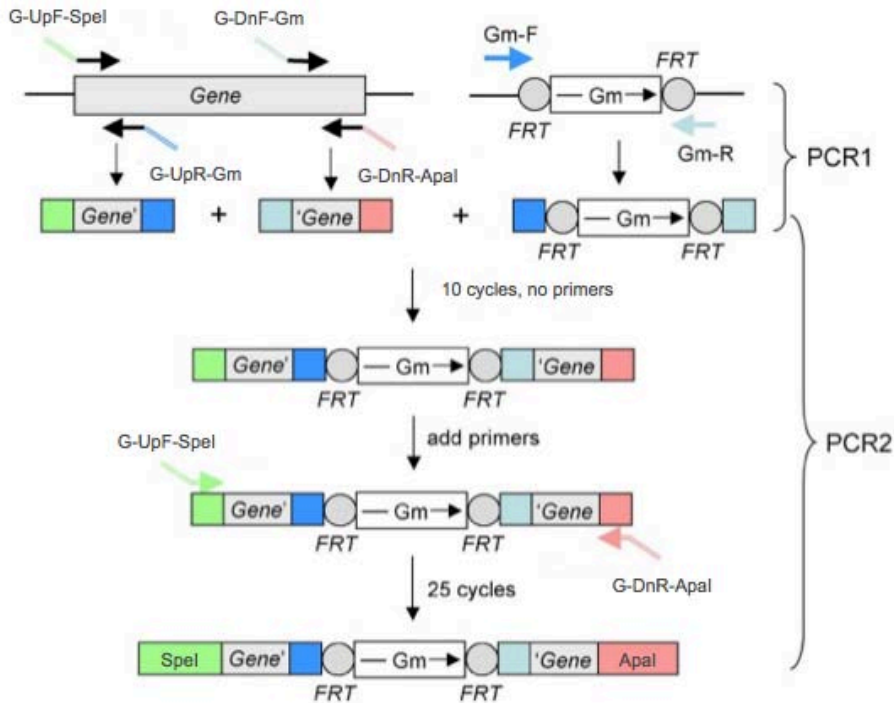 G-UpF-SpeI
G-DnF-Gm
Gm-F
FRT
Gene
Gm
FRT
Gm-R
PCR1
G-UpR-Gm
G-DnR-ApaI
Gene'
+
'Gene
+
Gm
FRT
FRT
10 cycles, no primers
Gene'
Gm
'Gene
FRT
FRT
add primers
PCR2
G-UpF-SpeI
Gene'
Gm
'Gene
FRT
FRT
25 cycles
G-DnR-ApaI
SpeI
Gene'
Gm
'Gene
ApaI
FRT
FRT